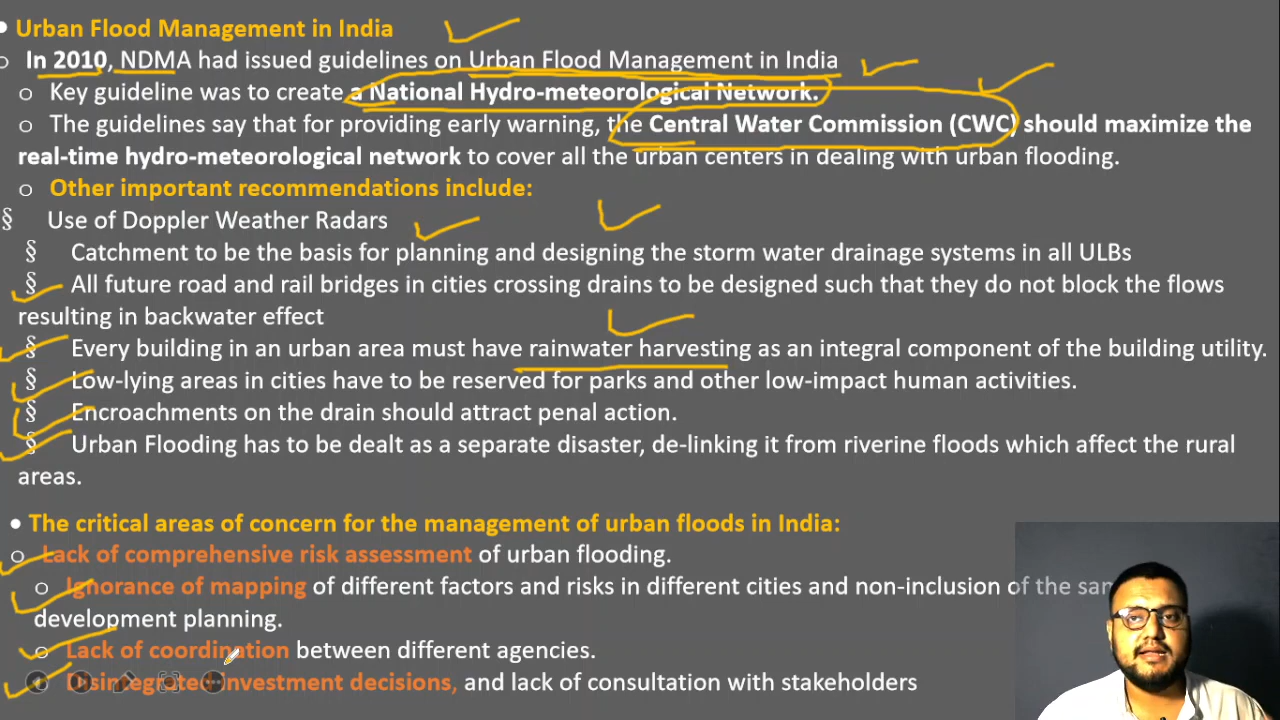 • Urban Flood Management in India
o In 2010, NDMA had issued guidelines on Urban Flood Management in India
o Key guideline was to create a National Hydro-meteorological Network.
o The guidelines say that for providing early warning, the Central Water Commission (CWC) should maximize the
real-time hydro-meteorological network to cover all the urban centers in dealing with urban flooding.
o Other important recommendations include:
§ Use of Doppler Weather Radars
§ Catchment to be the basis for planning and designing the storm water drainage systems in all ULBs
§ All future road and rail bridges in cities crossing drains to be designed such that they do not block the flows
resulting in backwater effect
§ Every building in an urban area must have rainwater harvesting as an integral component of the building utility.
§ Low-lying areas in cities have to be reserved for parks and other low-impact human activities.
§ Encroachments on the drain should attract penal action.
§ Urban Flooding has to be dealt as a separate disaster, de-linking it from riverine floods which affect the rural
areas.
• The critical areas of concern for the management of urban floods in India:
o Lack of comprehensive risk assessment of urban flooding.
o Ignorance of mapping of different factors and risks in different cities and non-inclusion of the
development planning.
o Lack of coordination between different agencies.
Disintegrated investment decisions, and lack of consultation with stakeholders